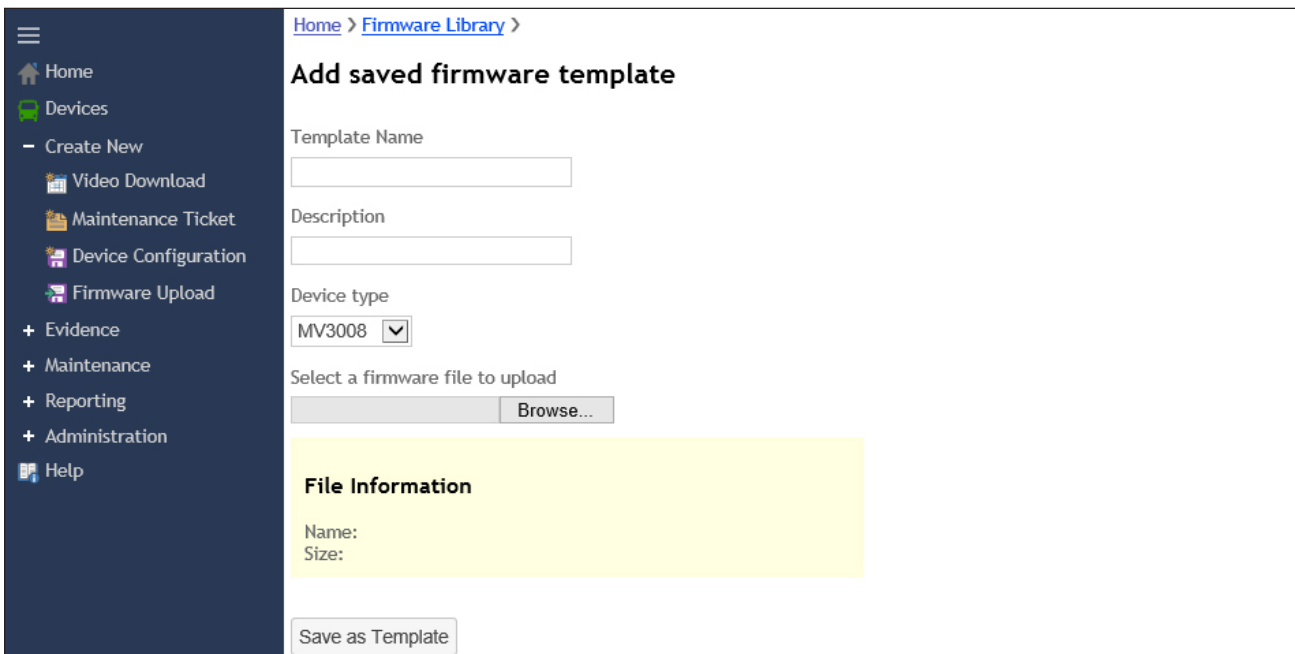 Home > Firmware Library >
Home
Devices
− Create New
Video Download
Maintenance Ticket
Device Configuration
Firmware Upload
+ Evidence
+ Maintenance
+ Reporting
+ Administration
Help
Add saved firmware template
Template Name
Description
Device type
MV3008
Select a firmware file to upload
Browse...
File Information
Name:
Size:
Save as Template